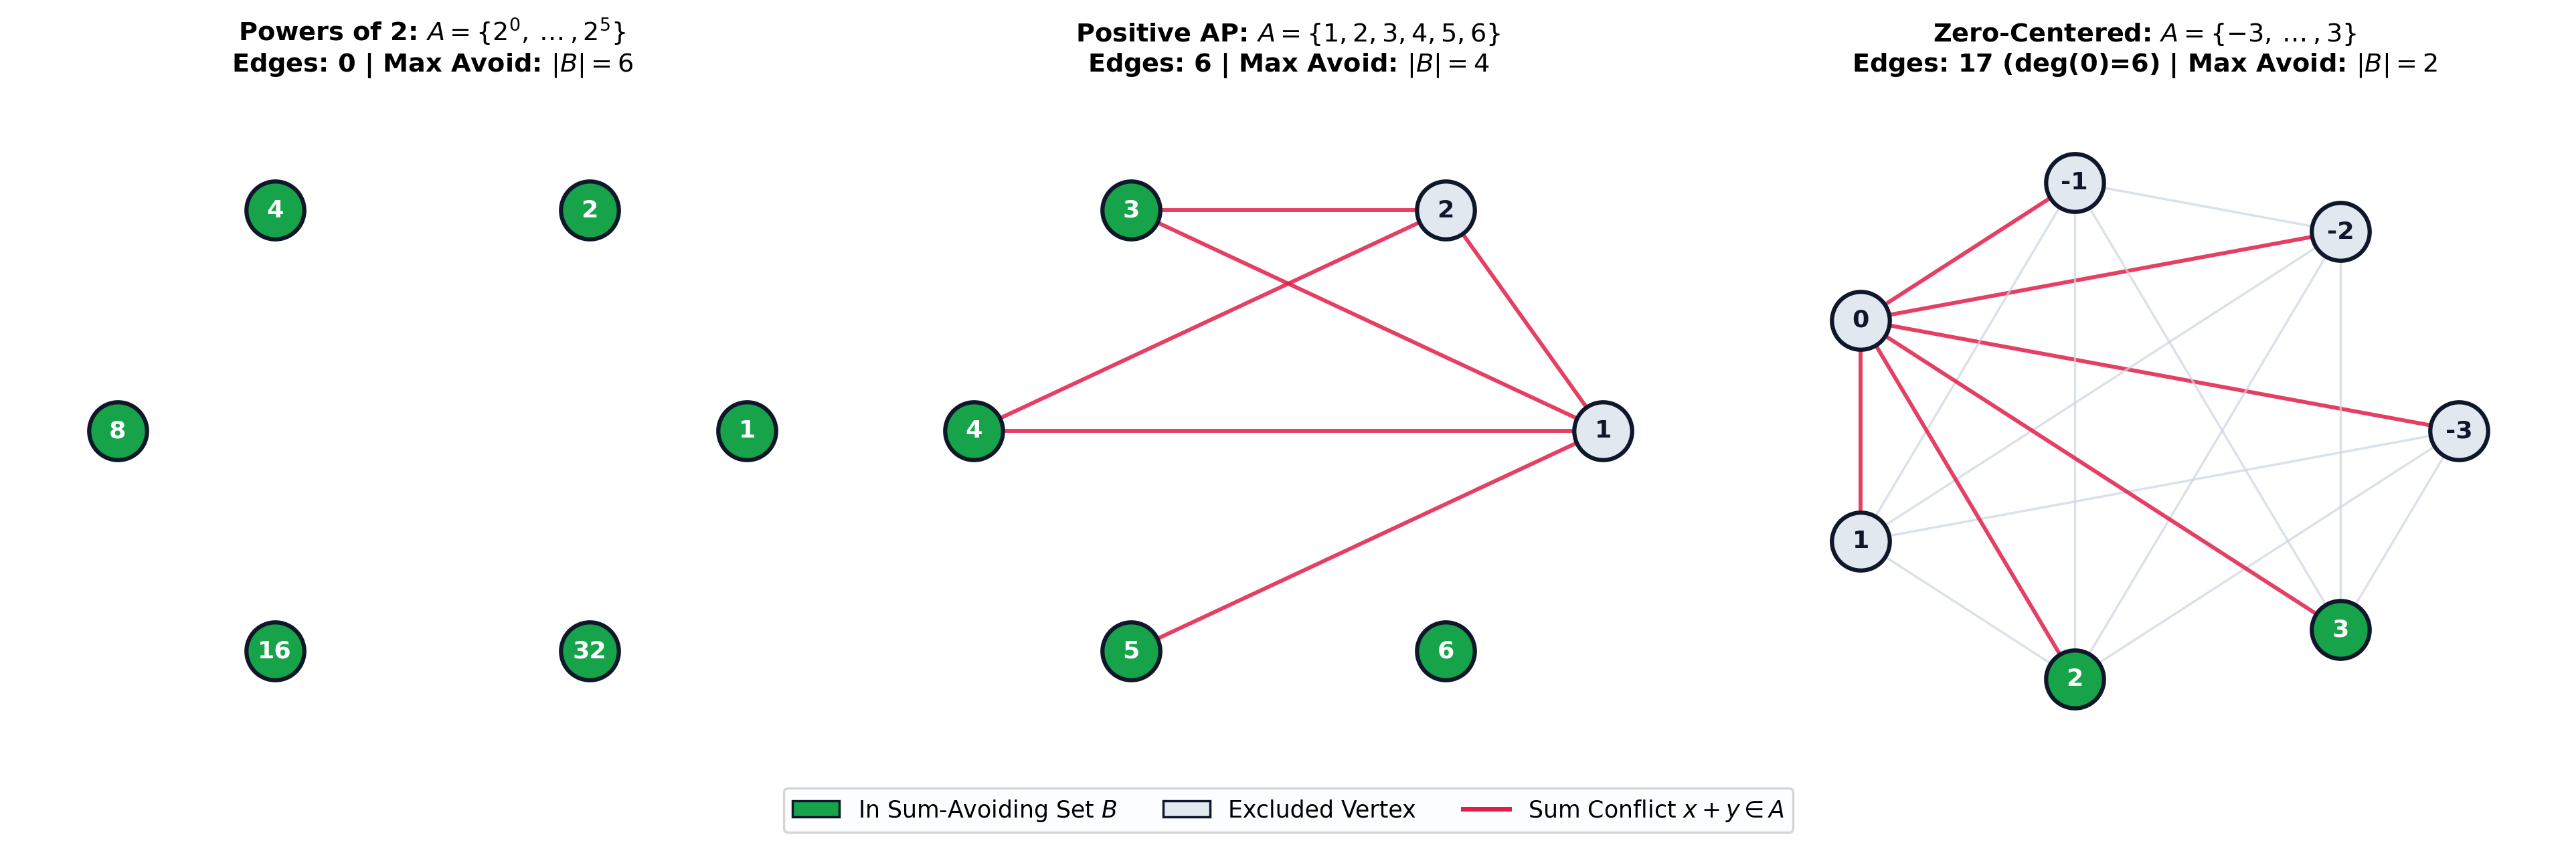 Powers of 2: A = {2⁰, … , 2⁵}
Edges: 0 | Max Avoid: |B| = 6
4
2
8
1
16
32
Positive AP: A = {1, 2, 3, 4, 5, 6}
Edges: 6 | Max Avoid: |B| = 4
3
2
4
1
5
6
Zero-Centered: A = {−3, … , 3}
Edges: 17 (deg(0)=6) | Max Avoid: |B| = 2
-1
-2
0
-3
1
3
2
In Sum-Avoiding Set B
Excluded Vertex
Sum Conflict x + y ∈ A